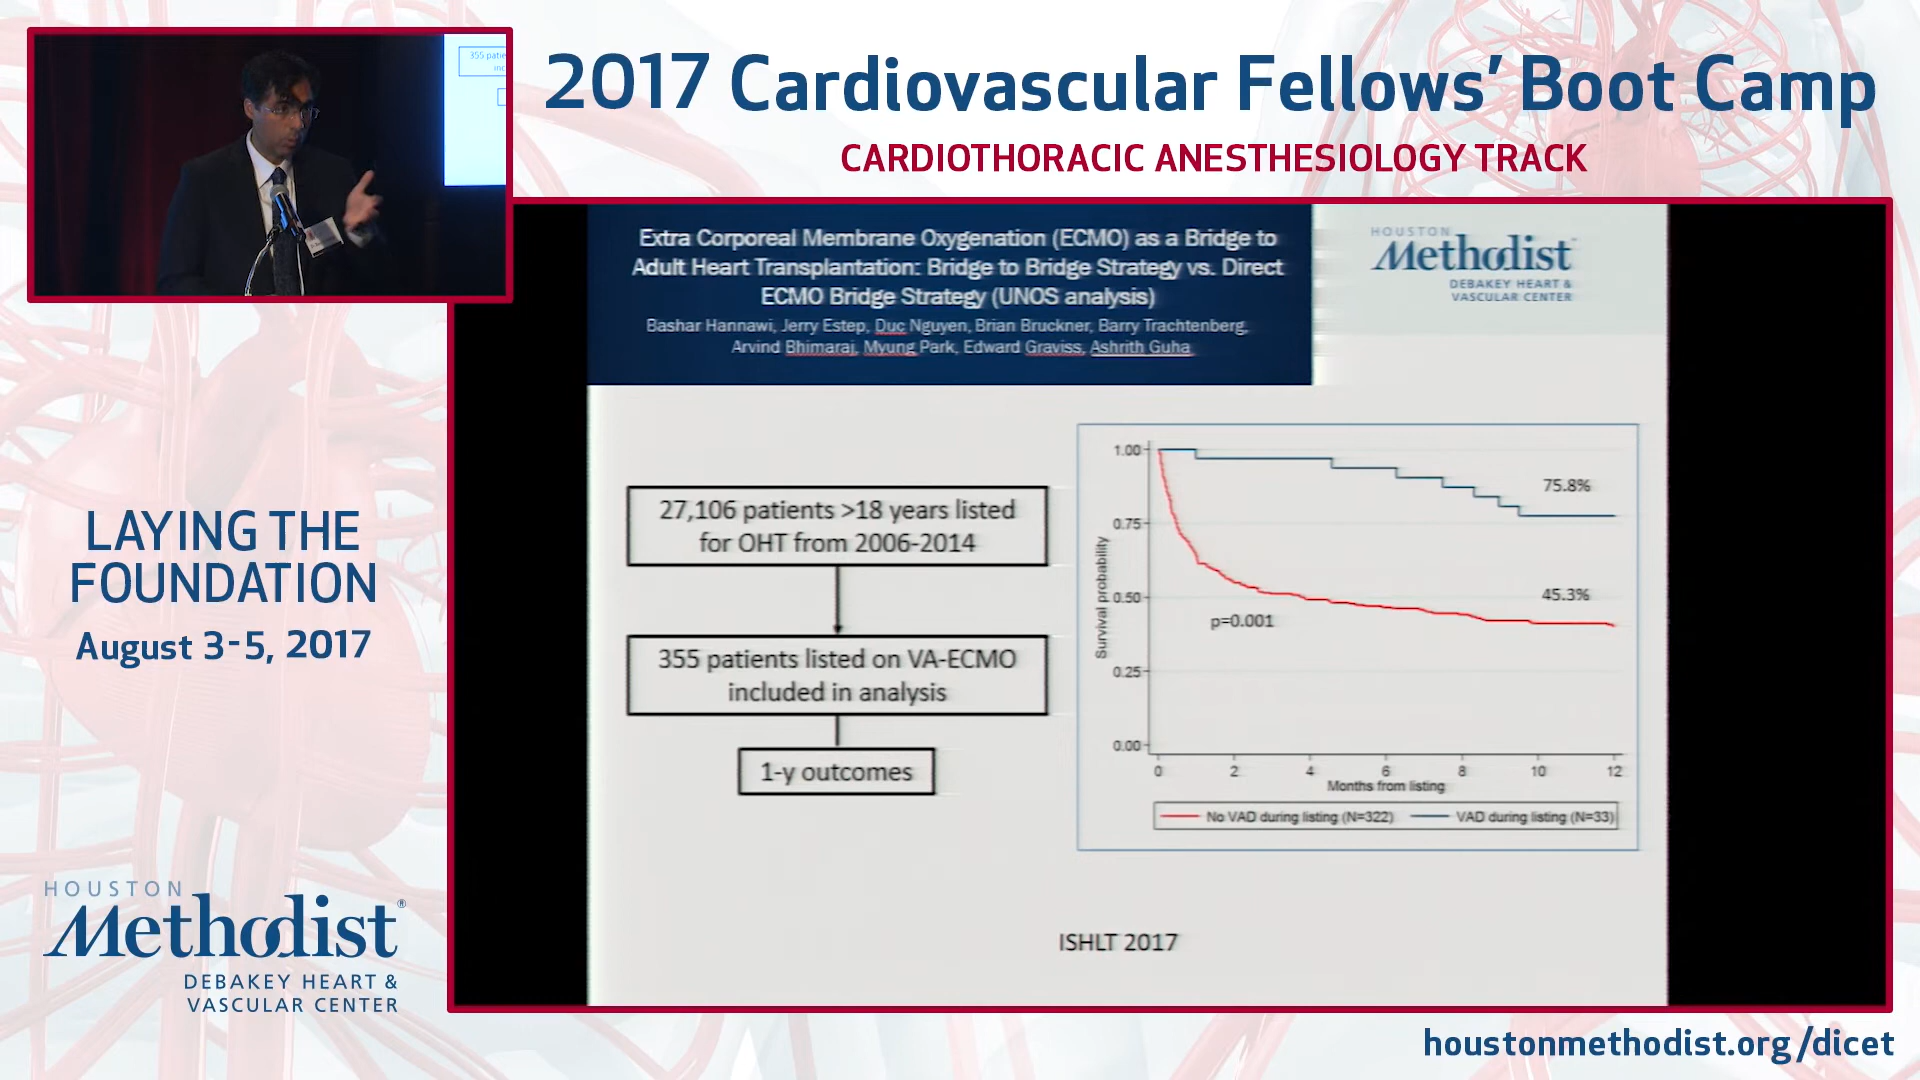 355 patie
inc
2017 Cardiovascular Fellows’ Boot Camp
CARDIOTHORACIC ANESTHESIOLOGY TRACK
Extra Corporeal Membrane Oxygenation (ECMO) as a Bridge to
Adult Heart Transplantation: Bridge to Bridge Strategy vs. Direct
ECMO Bridge Strategy (UNOS analysis)
Bashar Hannawi, Jerry Estep, Duc Nguyen, Brian Bruckner, Barry Trachtenberg,
Arvind Bhimaraj, Myung Park, Edward Graviss, Ashrith Guha
HOUSTON
Methodist
DEBAKEY HEART &
VASCULAR CENTER
27,106 patients >18 years listed
for OHT from 2006-2014
355 patients listed on VA-ECMO
included in analysis
1-y outcomes
Survival probability
1.00
0.75
0.50
0.25
0.00
75.8%
45.3%
p=0.001
0 2 4 6 8 10 12
Months from listing
No VAD during listing (N=322) VAD during listing (N=33)
ISHLT 2017
LAYING THE
FOUNDATION
August 3-5, 2017
HOUSTON
Methodist®
DEBAKEY HEART &
VASCULAR CENTER
houstonmethodist.org/dicet